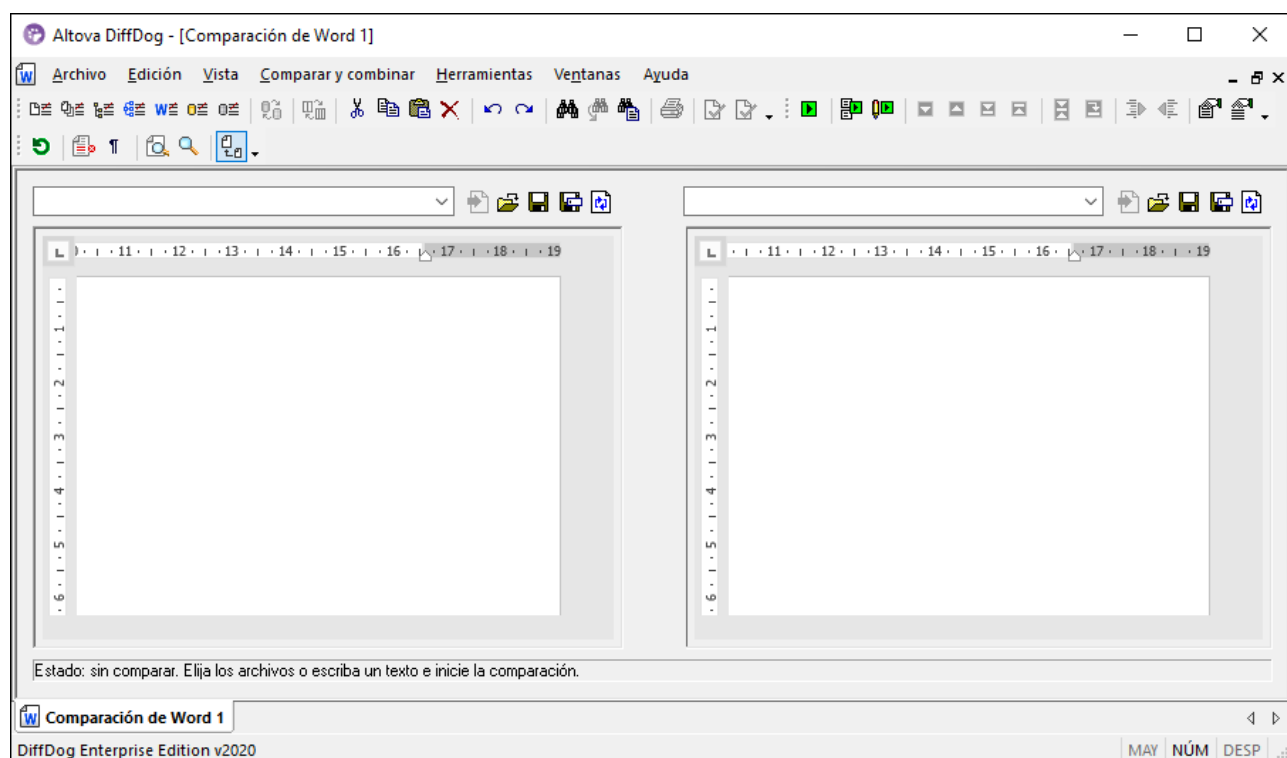 Altova DiffDog - [Comparación de Word 1]
Archivo Edición Vista Comparar y combinar Herramientas Ventanas Ayuda
11 12 13 14 15 16 17 18 19
11 12 13 14 15 16 17 18 19
1
2
3
4
5
6
1
2
3
4
5
6
Estado: sin comparar. Elija los archivos o escriba un texto e inicie la comparación.
Comparación de Word 1
DiffDog Enterprise Edition v2020 MAY NÚM DESP